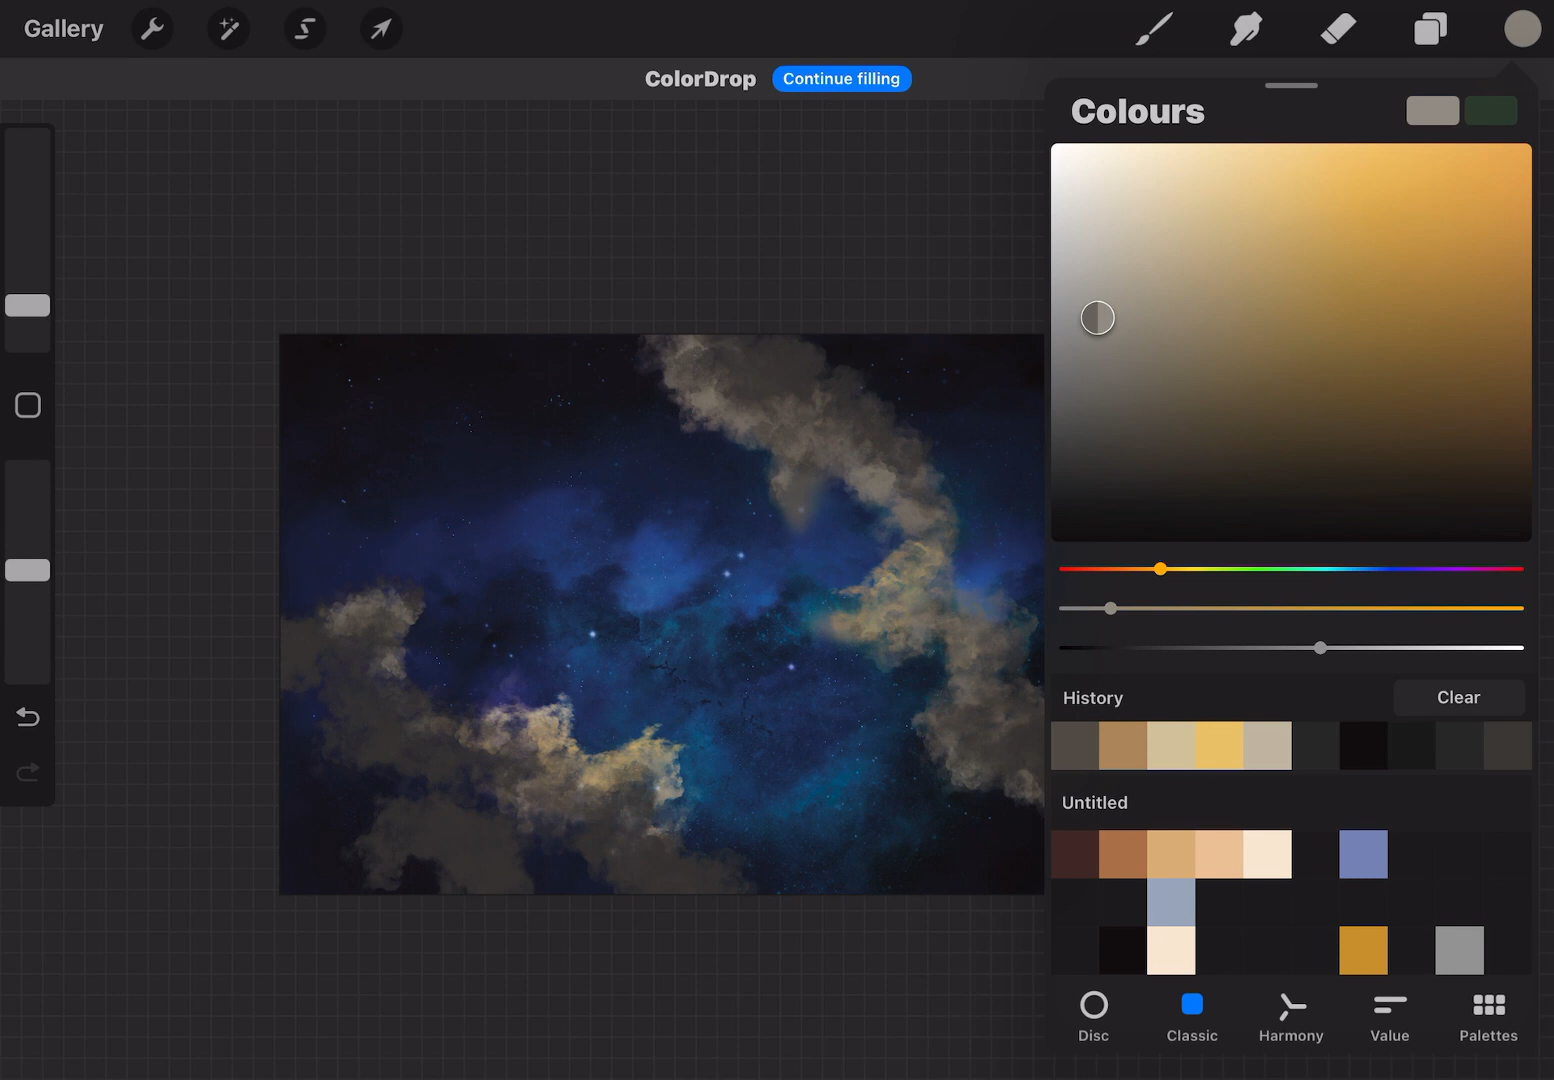 Gallery
ColorDrop Continue filling
Colours
History Clear
Untitled
Disc Classic Harmony Value Palettes